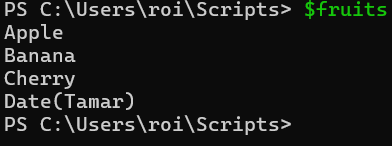 PS C:\Users\roi\Scripts> $fruits
Apple
Banana
Cherry
Date(Tamar)
PS C:\Users\roi\Scripts>